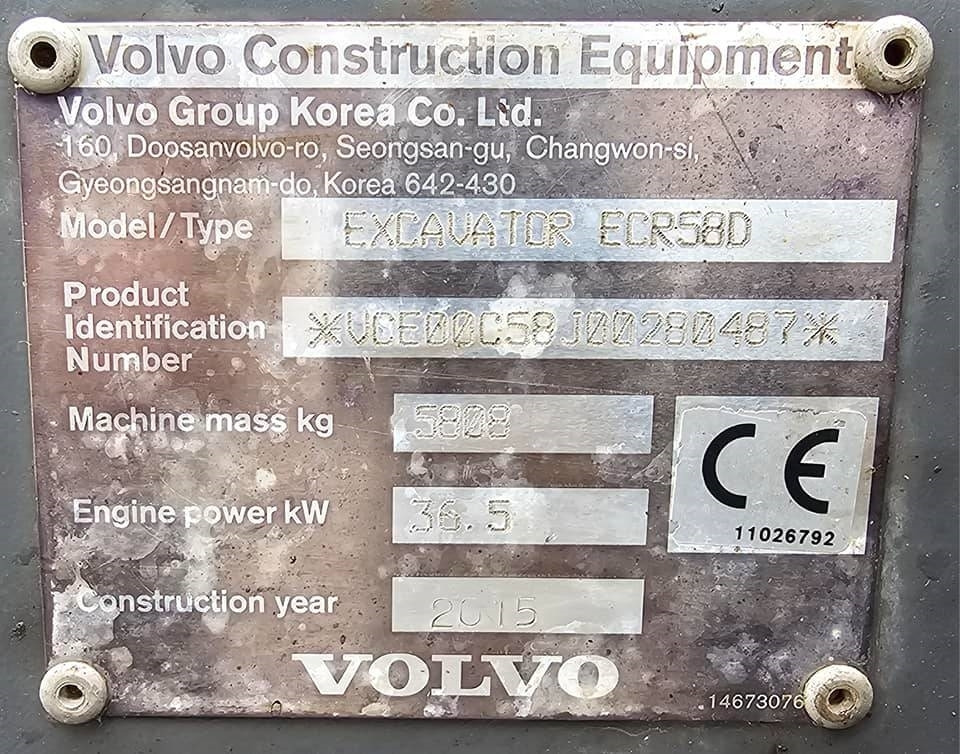 Volvo Construction Equipment
Volvo Group Korea Co. Ltd.
160, Doosanvolvo-ro, Seongsan-gu, Changwon-si,
Gyeongsangnam-do, Korea 642-430
Model/Type EXCAVATOR ECR58D
Product
Identification *VCE00C58J00280487*
Number
Machine mass kg 5808
Engine power kW 36.5
CE
11026792
Construction year 2015
VOLVO
14673076